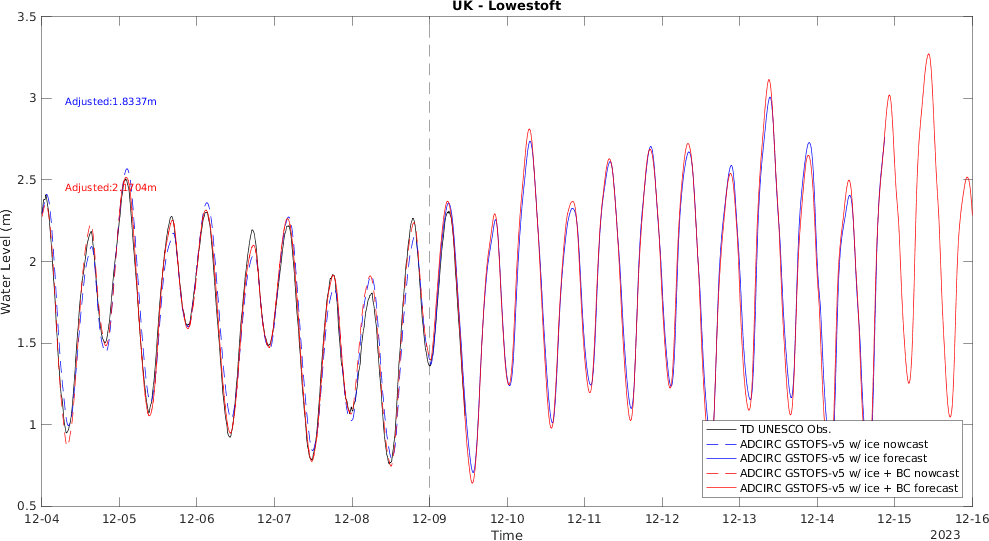 UK - Lowestoft
3.5
3
2.5
2
1.5
1
0.5
Water Level (m)
Adjusted:1.8337m
Adjusted:2.1704m
TD UNESCO Obs.
ADCIRC GSTOFS-v5 w/ ice nowcast
ADCIRC GSTOFS-v5 w/ ice forecast
ADCIRC GSTOFS-v5 w/ ice + BC nowcast
ADCIRC GSTOFS-v5 w/ ice + BC forecast
12-04 12-05 12-06 12-07 12-08 12-09 12-10 12-11 12-12 12-13 12-14 12-15 12-16
Time
2023